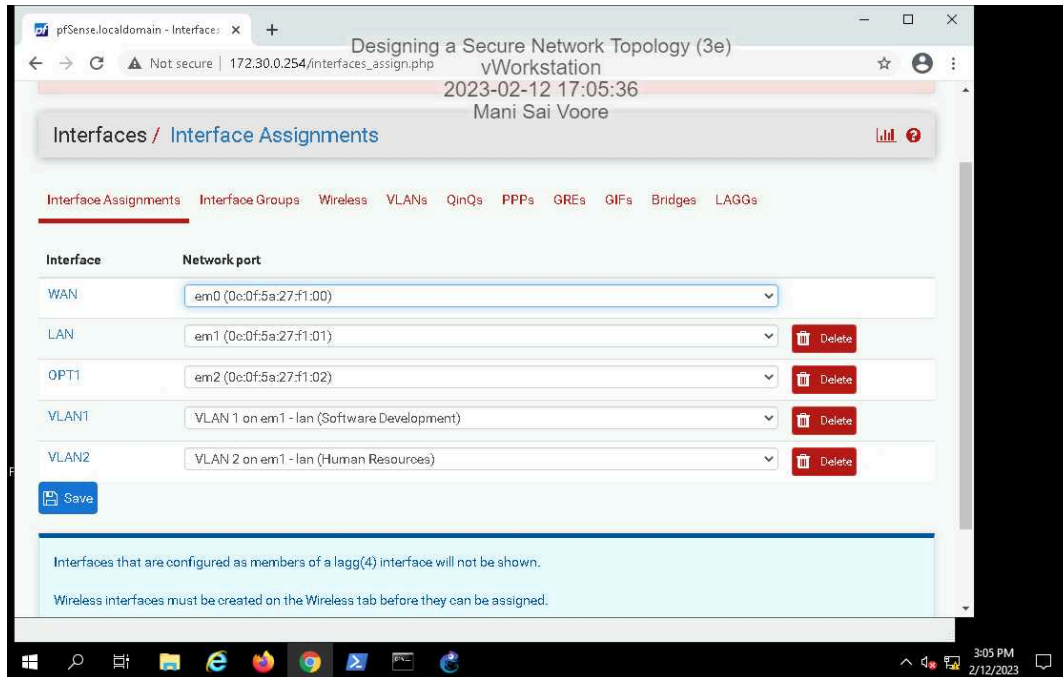 pfSense.localdomain - Interfaces
Designing a Secure Network Topology (3e)
Not secure | 172.30.0.254/interfaces_assign.php
vWorkstation
2023-02-12 17:05:36
Mani Sai Voore
Interfaces / Interface Assignments
Interface Assignments Interface Groups Wireless VLANs QinQs PPPs GREs GIFs Bridges LAGGs
Interface Network port
WAN em0 (0c:0f:5a:27:f1:00)
LAN em1 (0c:0f:5a:27:f1:01) Delete
OPT1 em2 (0c:0f:5a:27:f1:02) Delete
VLAN1 VLAN 1 on em1 - lan (Software Development) Delete
VLAN2 VLAN 2 on em1 - lan (Human Resources) Delete
Save
Interfaces that are configured as members of a lagg(4) interface will not be shown.
Wireless interfaces must be created on the Wireless tab before they can be assigned.
3:05 PM
2/12/2023